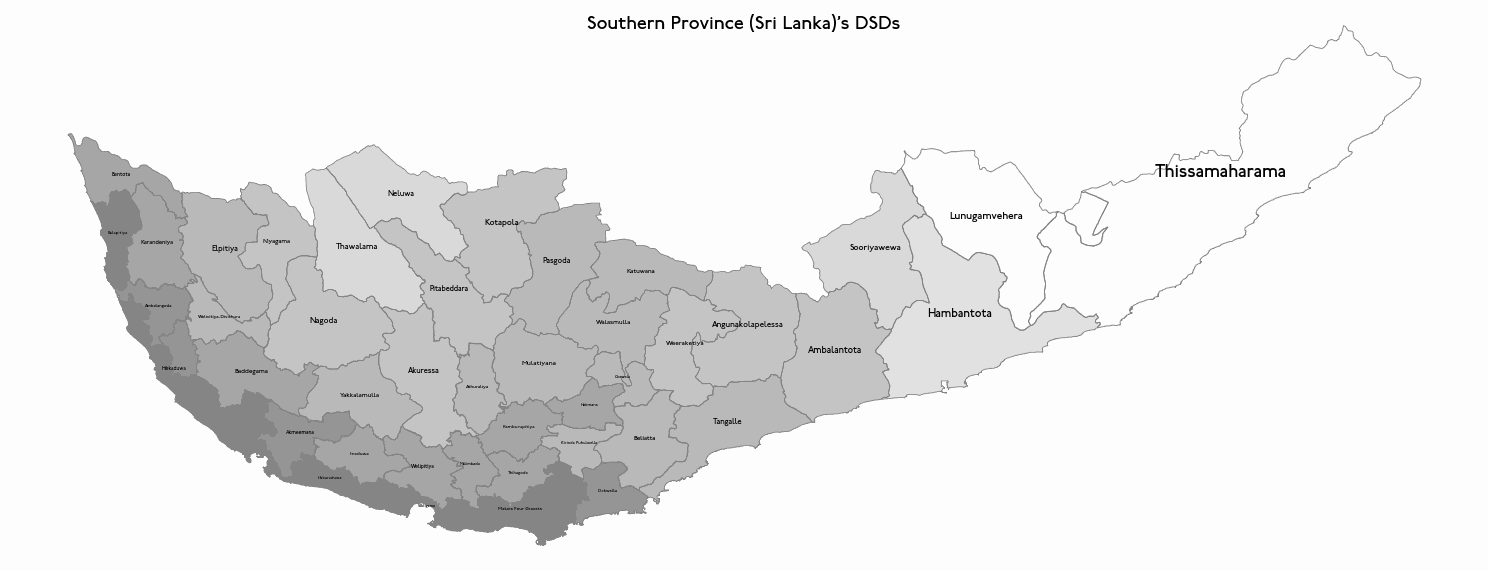 Southern Province (Sri Lanka)'s DSDs
Thissamaharama
Bentota
Neluwa
Lunugamvehera
Kotapola
Balapitiya
Karandeniya
Niyagama
Elpitiya
Thawalama
Sooriyawewa
Pasgoda
Katuwana
Pitabeddara
Ambalangoda
Welivitiya Divithura
Nagoda
Walasmulla
Hambantota
Angunakolapelessa
Weeraketiya
Ambalantota
Mulatiyana
Hikkaduwa
Baddegama
Akuressa
Okewela
Athuraliya
Yakkalamulla
Hakmana
Tangalle
Kamburupitiya
Akmeemana
Beliatta
Kirinda Puhulwella
Imaduwa
Welipitiya
Malimbada
Thihagoda
Habaraduwa
Dickwella
Weligama
Matara Four Gravets